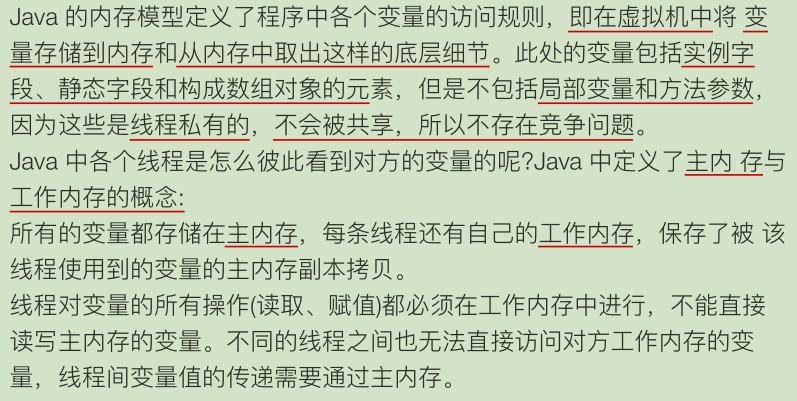 Java 的内存模型定义了程序中各个变量的访问规则，即在虚拟机中将 变
量存储到内存和从内存中取出这样的底层细节。此处的变量包括实例字
段、静态字段和构成数组对象的元素，但是不包括局部变量和方法参数，
因为这些是线程私有的，不会被共享，所以不存在竞争问题。
Java 中各个线程是怎么彼此看到对方的变量的呢?Java 中定义了主内 存与
工作内存的概念:
所有的变量都存储在主内存，每条线程还有自己的工作内存，保存了被 该
线程使用到的变量的主内存副本拷贝。
线程对变量的所有操作(读取、赋值)都必须在工作内存中进行，不能直接
读写主内存的变量。不同的线程之间也无法直接访问对方工作内存的变
量，线程间变量值的传递需要通过主内存。